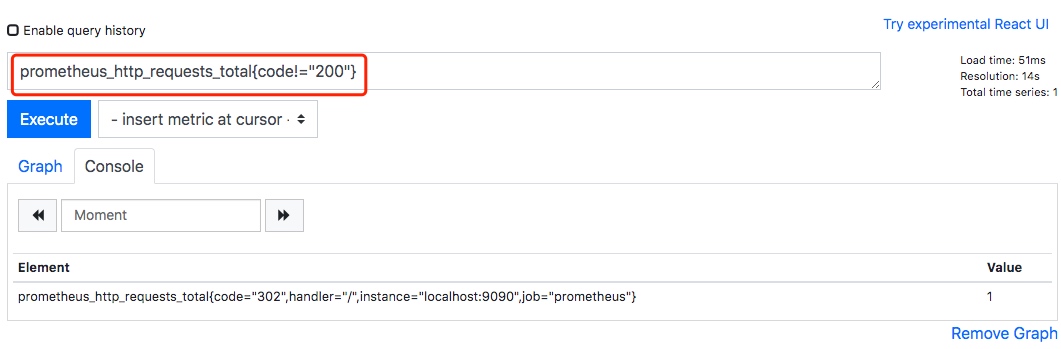 Enable query history
Try experimental React UI
prometheus_http_requests_total{code!="200"}
Load time: 51ms
Resolution: 14s
Total time series: 1
Execute
- insert metric at cursor -
Graph
Console
Moment
Element
Value
prometheus_http_requests_total{code="302",handler="/",instance="localhost:9090",job="prometheus"}
1
Remove Graph